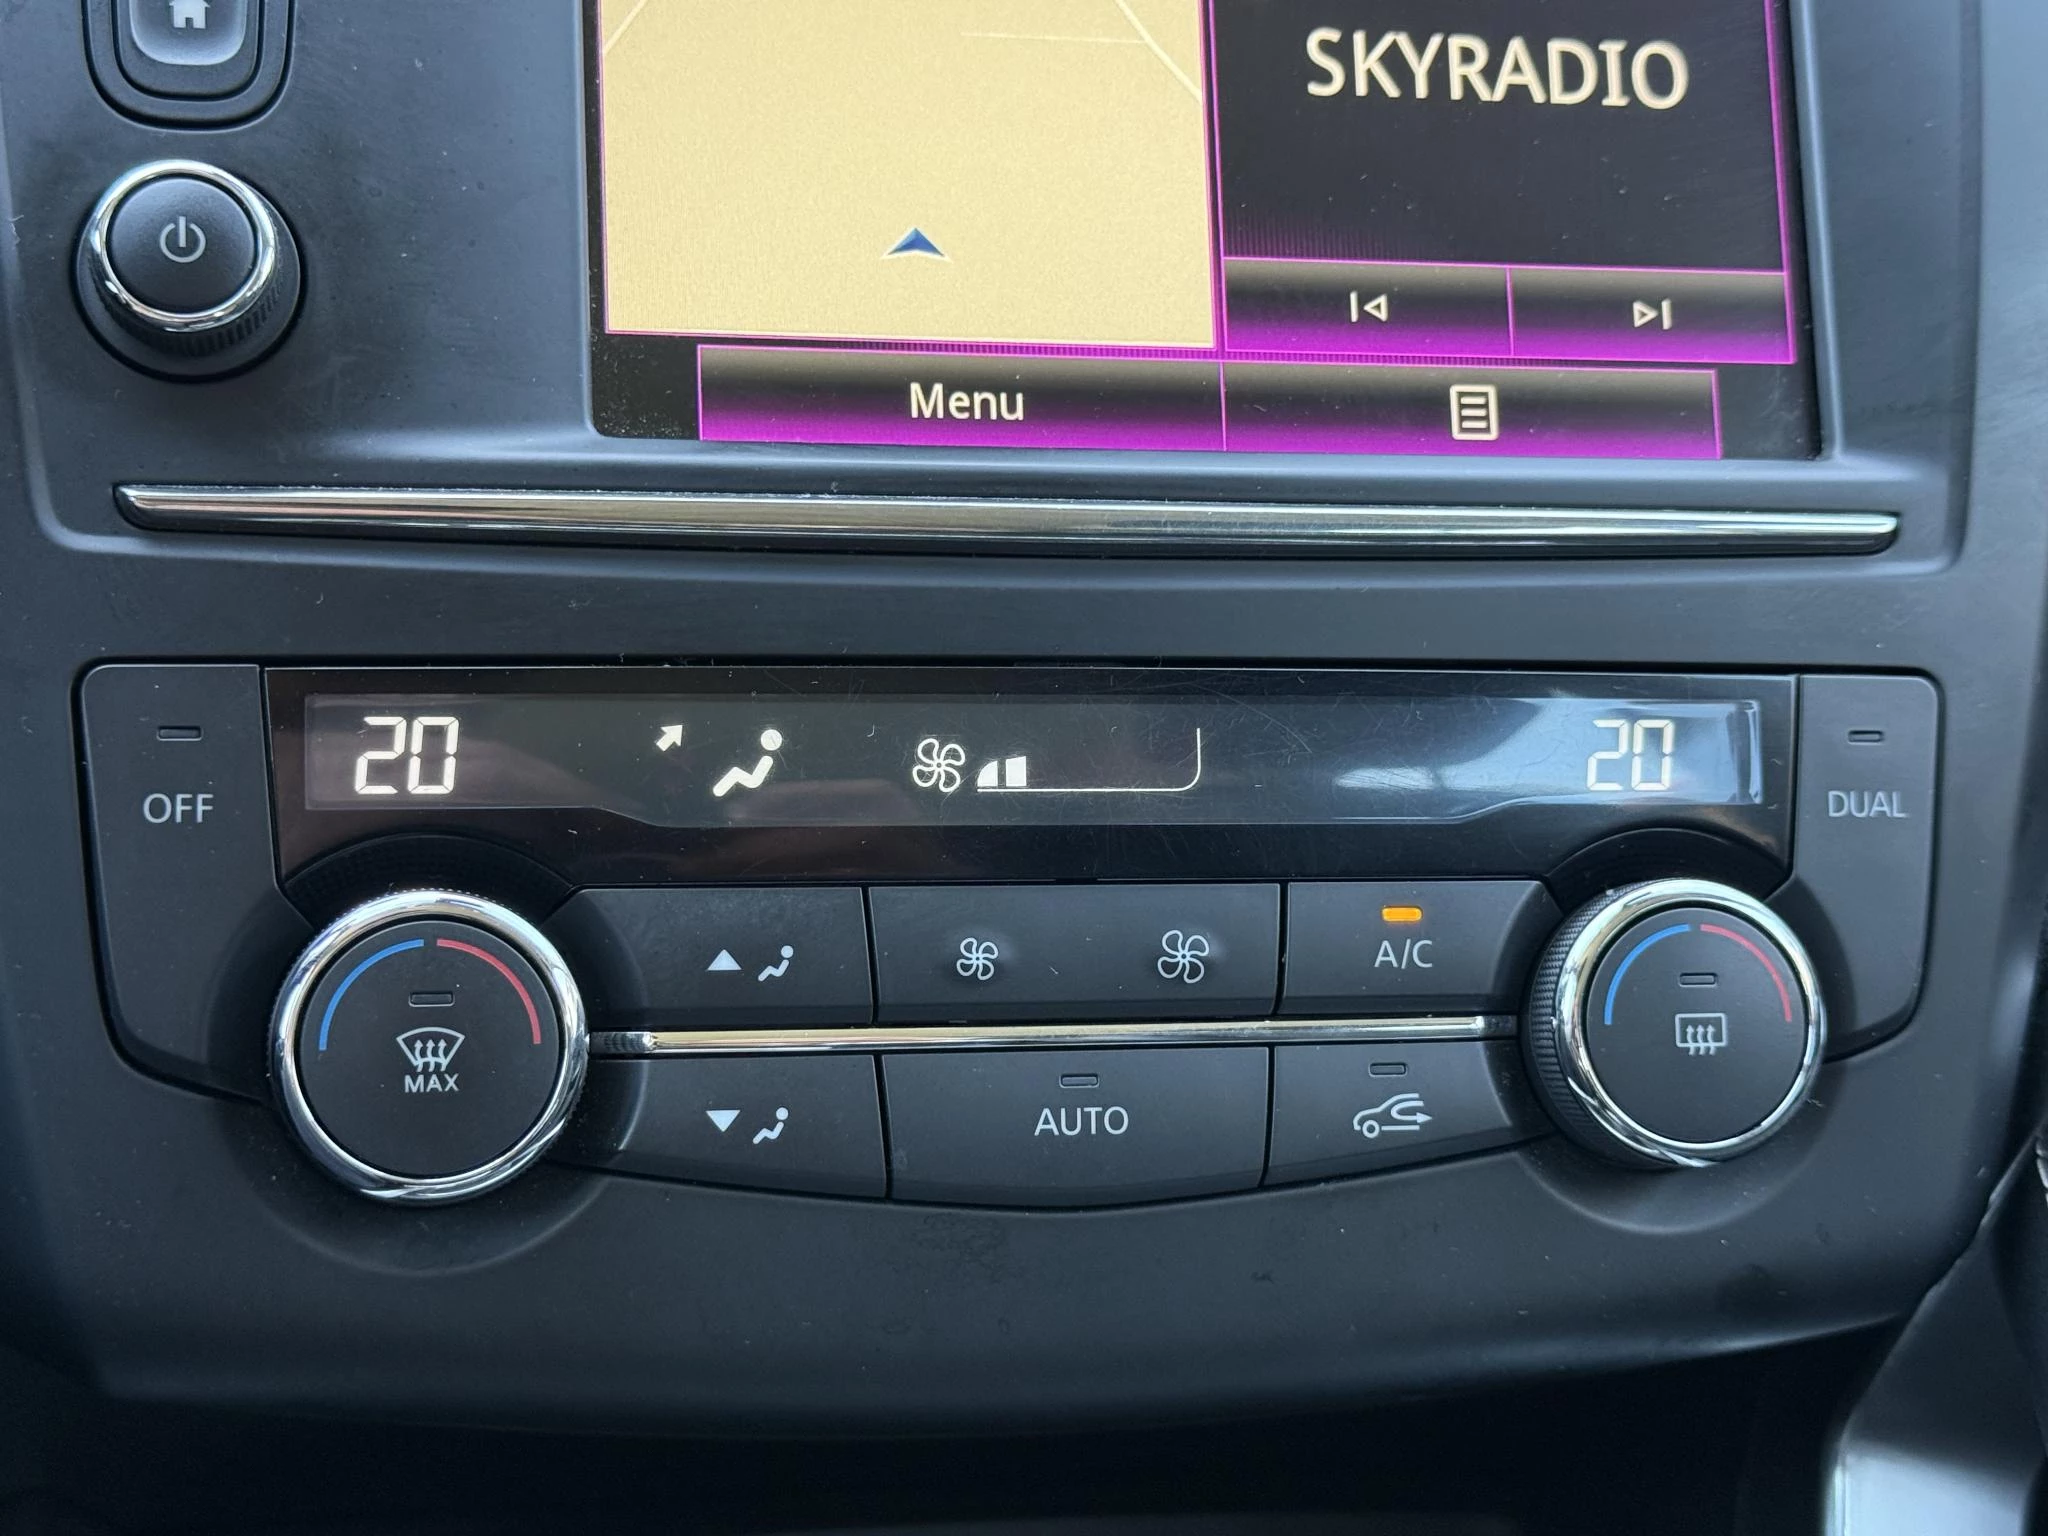 SKYRADIO
Menu
20
20
OFF
DUAL
A/C
MAX
AUTO